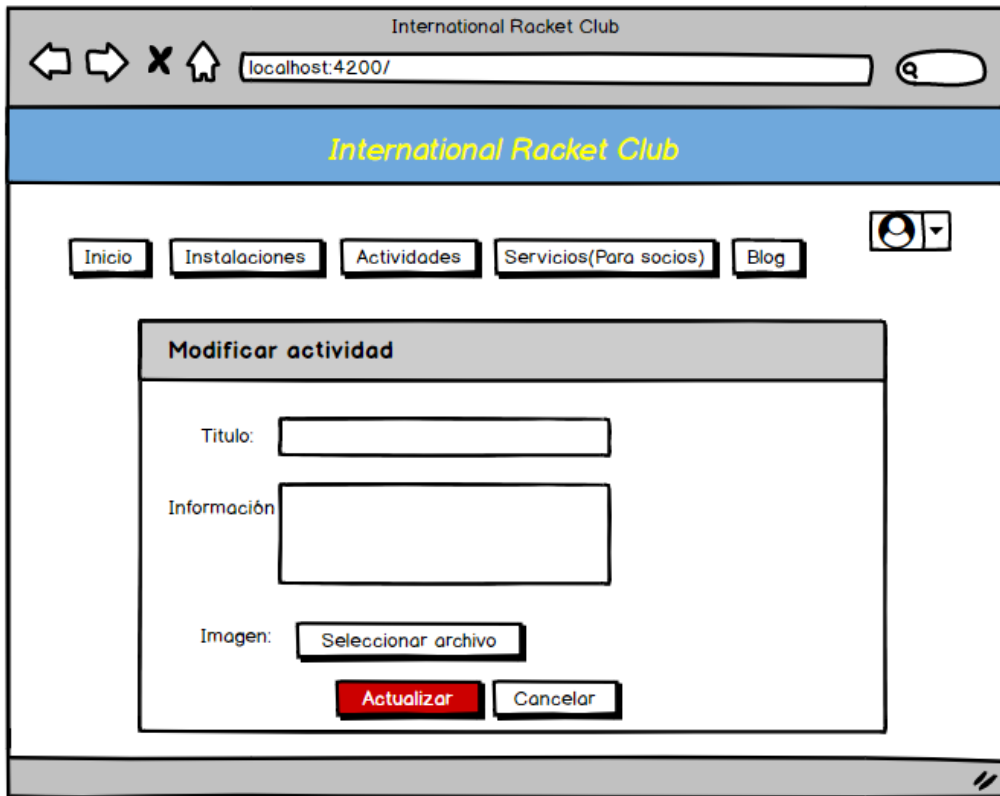 International Racket Club
localhost:4200/
International Racket Club
Inicio Instalaciones Actividades Servicios(Para socios) Blog
Modificar actividad
Titulo:
Información
Imagen: Seleccionar archivo
Actualizar Cancelar